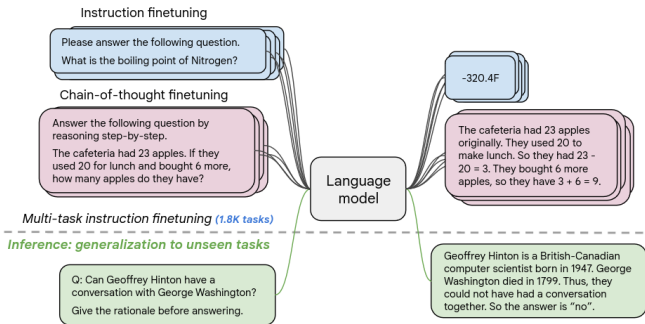 Instruction finetuning
Please answer the following question.
What is the boiling point of Nitrogen?
-320.4F
Chain-of-thought finetuning
Answer the following question by
reasoning step-by-step.
The cafeteria had 23 apples. If they
used 20 for lunch and bought 6 more,
how many apples do they have?
Language
model
The cafeteria had 23 apples
originally. They used 20 to
make lunch. So they had 23 -
20 = 3. They bought 6 more
apples, so they have 3 + 6 = 9.
Multi-task instruction finetuning (1.8K tasks)
Inference: generalization to unseen tasks
Q: Can Geoffrey Hinton have a
conversation with George Washington?
Give the rationale before answering.
Geoffrey Hinton is a British-Canadian
computer scientist born in 1947. George
Washington died in 1799. Thus, they
could not have had a conversation
together. So the answer is “no”.